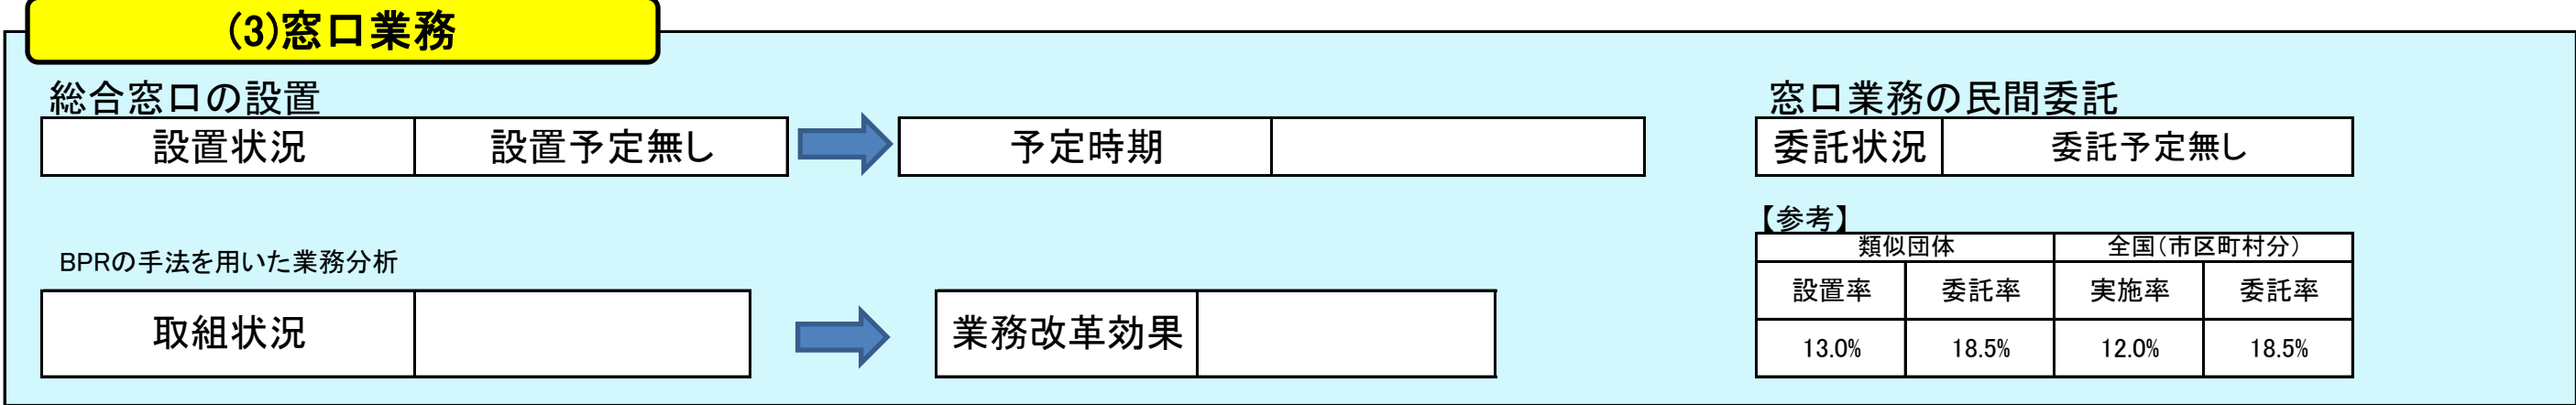 (3)窓口業務
総合窓口の設置
設置状況 設置予定無し 予定時期
窓口業務の民間委託
委託状況 委託予定無し
BPRの手法を用いた業務分析
取組状況 業務改革効果
【参考】
類似団体 全国(市区町村分)
設置率 委託率 実施率 委託率
13.0% 18.5% 12.0% 18.5%